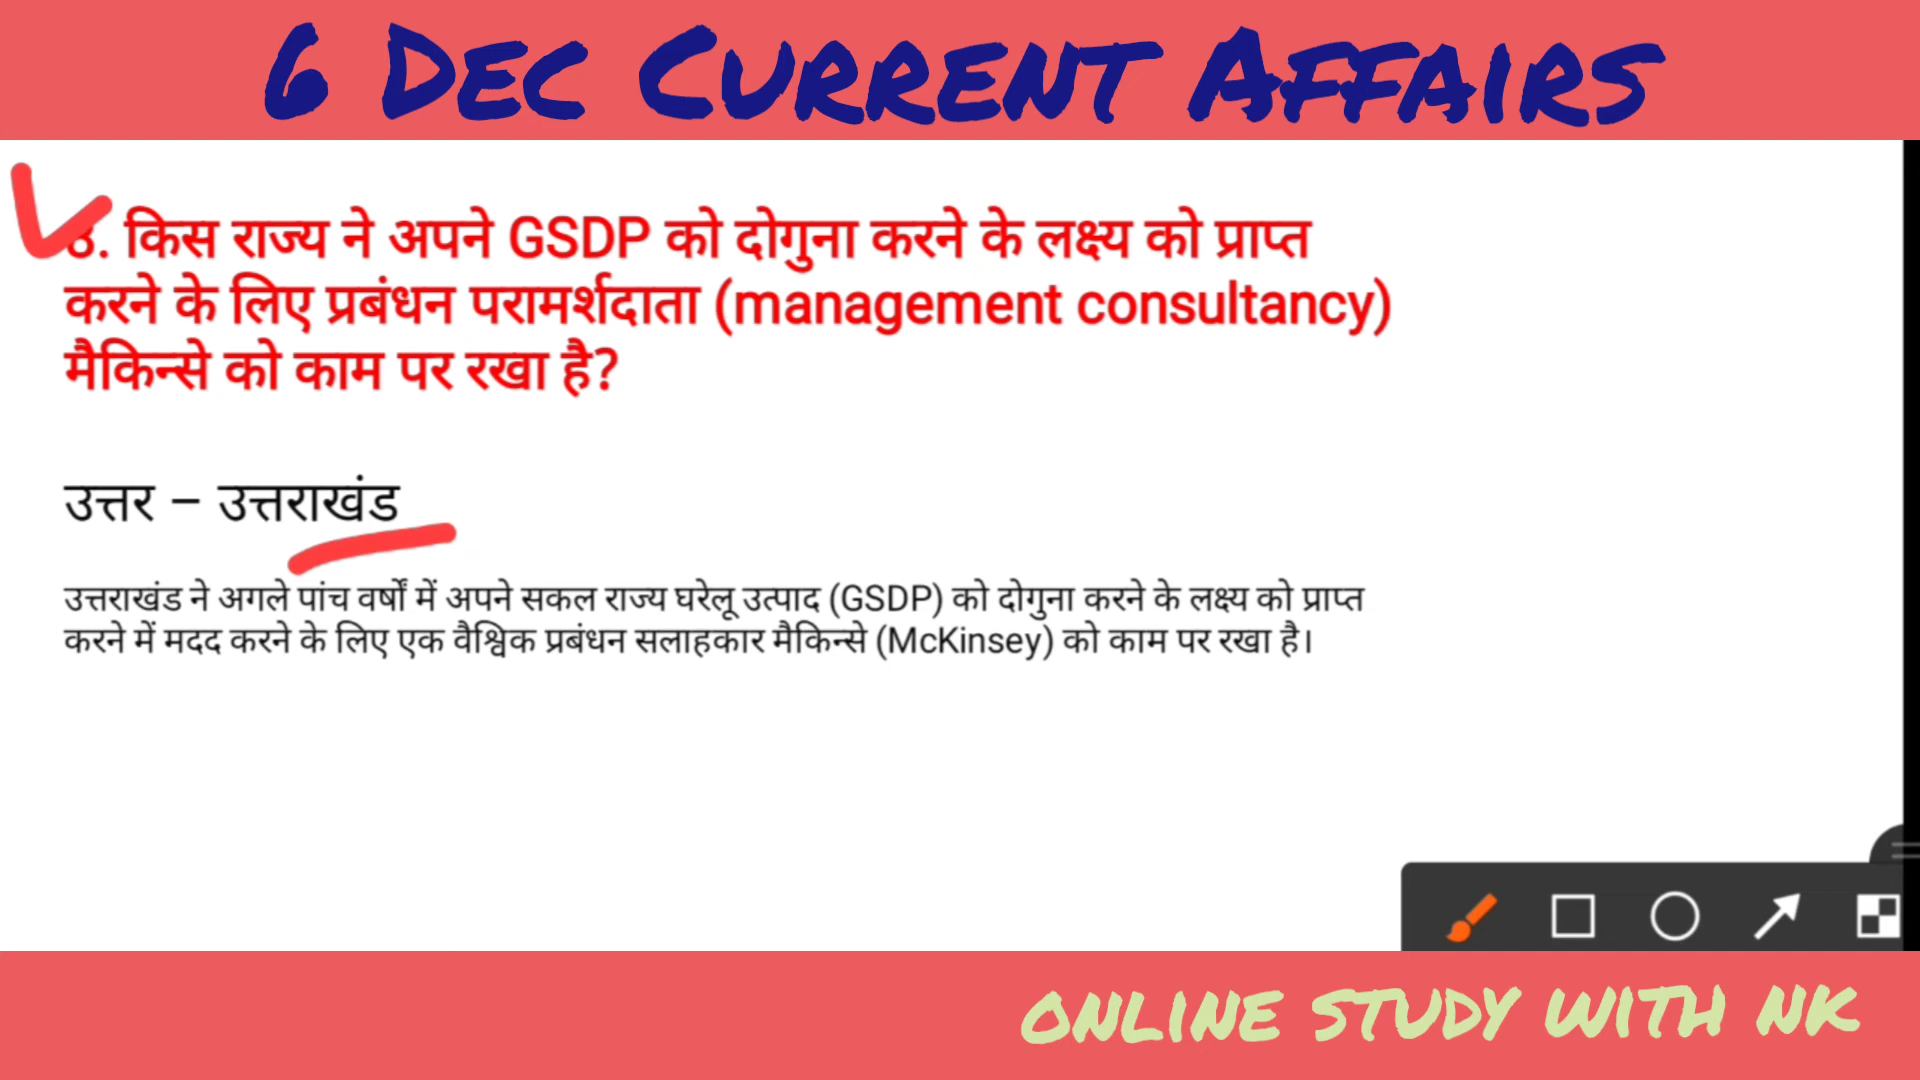 6 Dec Current Affairs
8. किस राज्य ने अपने GSDP को दोगुना करने के लक्ष्य को प्राप्त
करने के लिए प्रबंधन परामर्शदाता (management consultancy)
मैकिन्से को काम पर रखा है?
उत्तर – उत्तराखंड
उत्तराखंड ने अगले पांच वर्षों में अपने सकल राज्य घरेलू उत्पाद (GSDP) को दोगुना करने के लक्ष्य को प्राप्त
करने में मदद करने के लिए एक वैश्विक प्रबंधन सलाहकार मैकिन्से (McKinsey) को काम पर रखा है।
ONLINE STUDY WITH NK